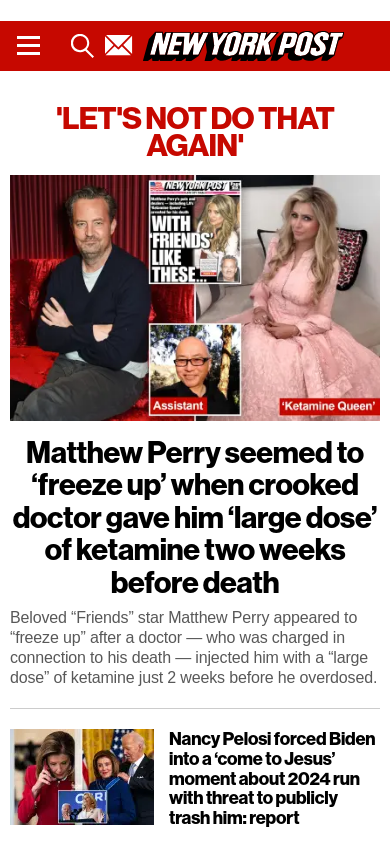 NEW YORK POST
'LET'S NOT DO THAT
AGAIN'
NEW YORK POST
WITH
'FRIENDS'
LIKE
THESE...
Assistant
'Ketamine Queen'
Matthew Perry seemed to
‘freeze up’ when crooked
doctor gave him ‘large dose’
of ketamine two weeks
before death
Beloved “Friends” star Matthew Perry appeared to
“freeze up” after a doctor — who was charged in
connection to his death — injected him with a “large
dose” of ketamine just 2 weeks before he overdosed.
Nancy Pelosi forced Biden
into a ‘come to Jesus’
moment about 2024 run
with threat to publicly
trash him: report